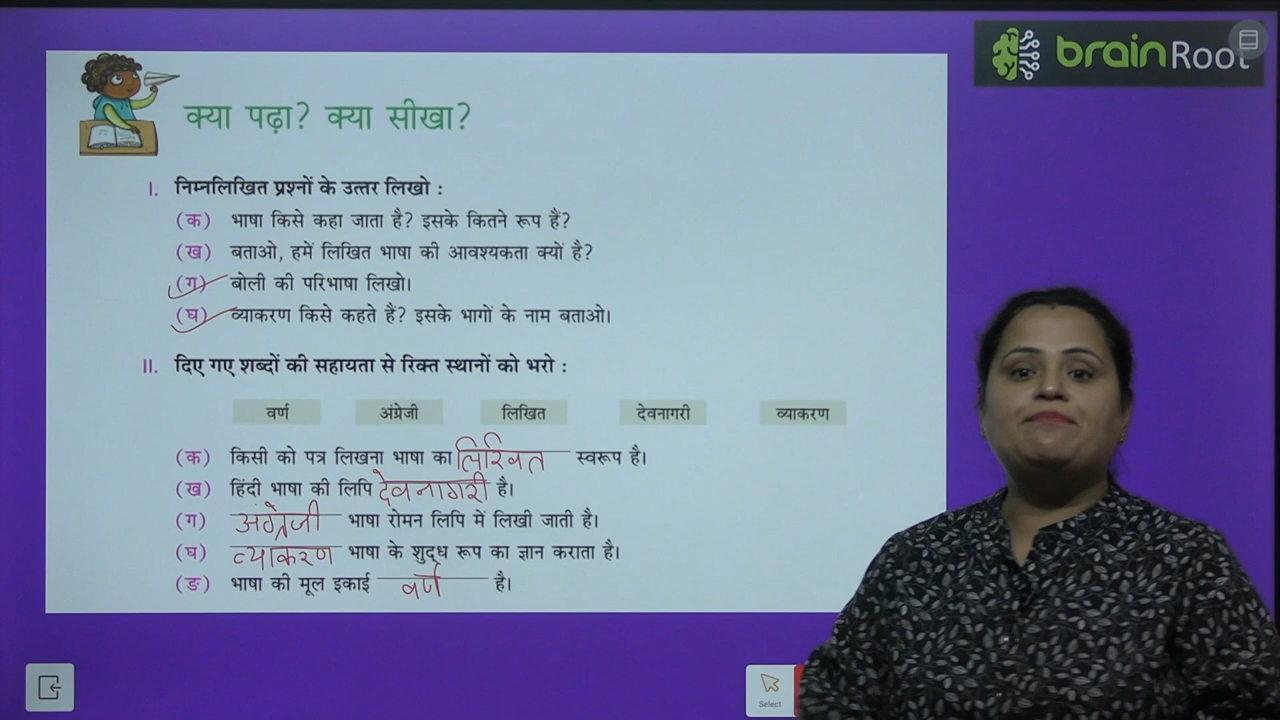 brainRoot
क्या पढ़ा? क्या सीखा?
I. निम्नलिखित प्रश्नों के उत्तर लिखो :
(क) भाषा किसे कहा जाता है? इसके कितने रूप हैं?
(ख) बताओ, हमें लिखित भाषा की आवश्यकता क्यों है?
(ग) बोली की परिभाषा लिखो।
(घ) व्याकरण किसे कहते हैं? इसके भागों के नाम बताओ।
II. दिए गए शब्दों की सहायता से रिक्त स्थानों को भरो :
वर्ण अंग्रेजी लिखित देवनागरी व्याकरण
(क) किसी को पत्र लिखना भाषा का लिखित स्वरूप है।
(ख) हिंदी भाषा की लिपि देवनागरी है।
(ग) अंग्रेजी भाषा रोमन लिपि में लिखी जाती है।
(घ) व्याकरण भाषा के शुद्ध रूप का ज्ञान कराता है।
(ङ) भाषा की मूल इकाई वर्ण है।
Select